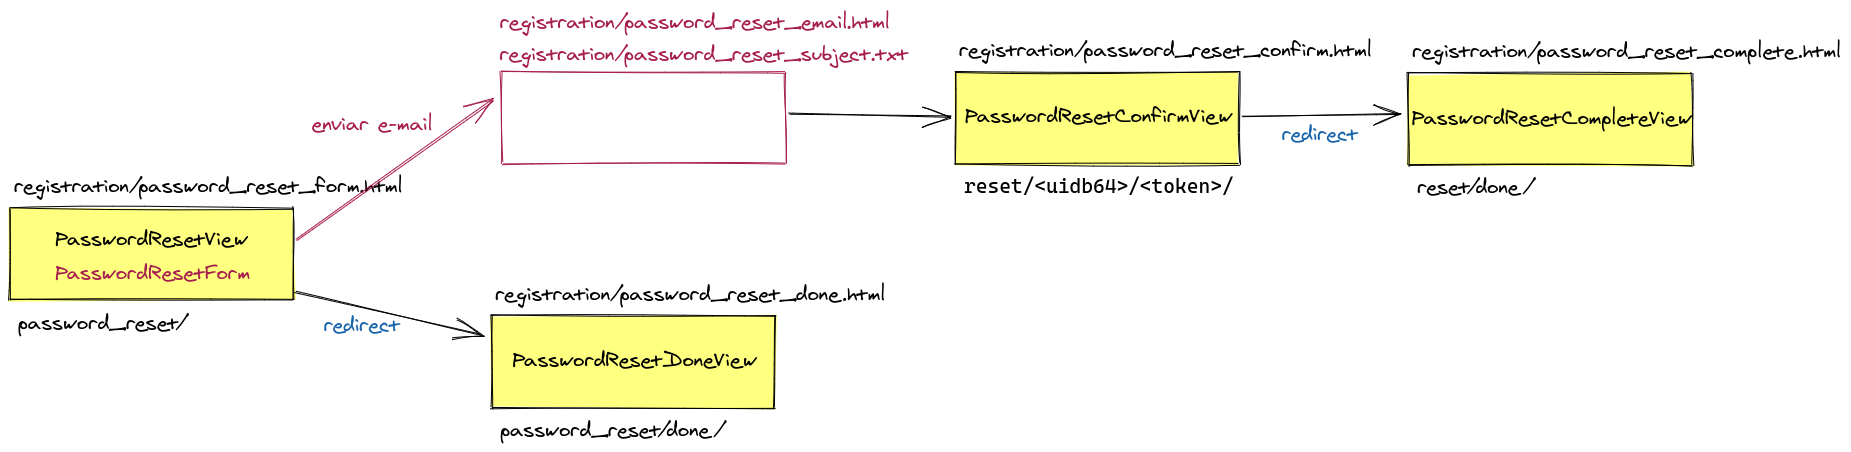 registration/password_reset_email.html
registration/password_reset_subject.txt
registration/password_reset_confirm.html
registration/password_reset_complete.html
enviar e-mail
PasswordResetConfirmView
redirect
PasswordResetCompleteView
reset/<uidb64>/<token>/
reset/done/
registration/password_reset_form.html
PasswordResetView
PasswordResetForm
password_reset/
redirect
registration/password_reset_done.html
PasswordResetDoneView
password_reset/done/